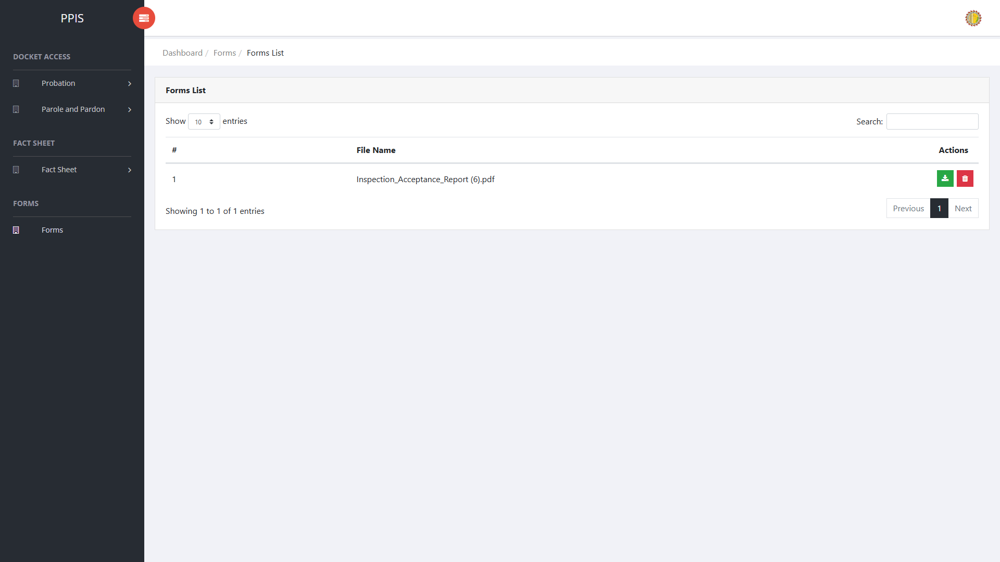 PPIS
DOCKET ACCESS
Probation
Parole and Pardon
FACT SHEET
Fact Sheet
FORMS
Forms
Dashboard / Forms / Forms List
Forms List
Show 10 entries
Search:
# File Name Actions
1 Inspection_Acceptance_Report (6).pdf
Showing 1 to 1 of 1 entries
Previous 1 Next